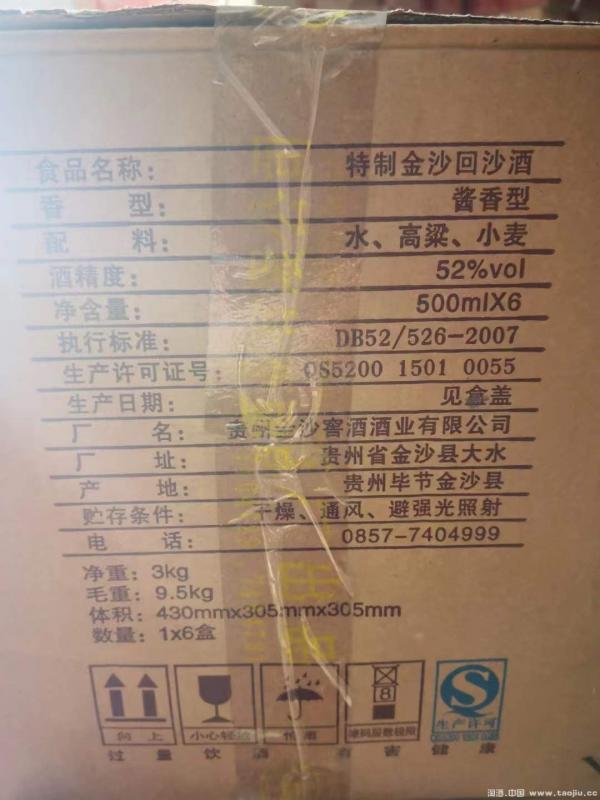 食品名称: 特制金沙回沙酒
香 型: 酱香型
配 料: 水、高粱、小麦
酒精度: 52%vol
净含量: 500mlX6
执行标准: DB52/526-2007
生产许可证号: QS5200 1501 0055
生产日期: 见盒盖
厂 名: 贵州金沙窖酒酒业有限公司
厂 址: 贵州省金沙县大水
产 地: 贵州毕节金沙县
贮存条件: 干燥、通风、避强光照射
电 话: 0857-7404999
净重: 3kg
毛重: 9.5kg
体积: 430mmx305mmx305mm
数量: 1x6盒
8
向上 小心轻放 怕雨 堆码层数极限 生产许可
QS5200 1501 0055
过量饮酒有害健康
淘酒.中国 www.taojiu.cc